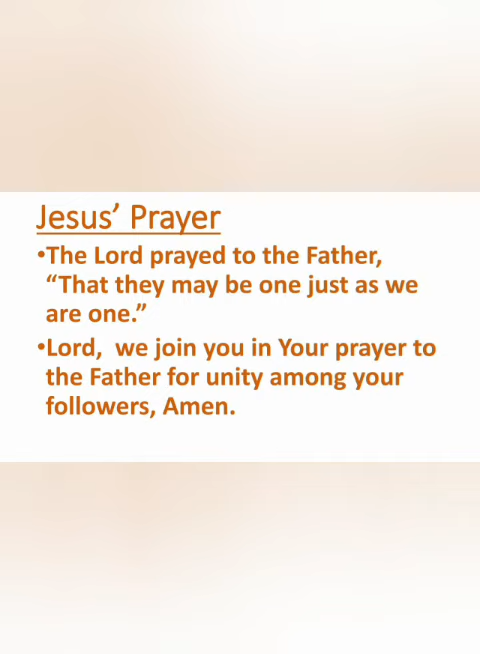 Jesus’ Prayer
•The Lord prayed to the Father,
“That they may be one just as we
are one.”
•Lord,  we join you in Your prayer to
the Father for unity among your
followers, Amen.